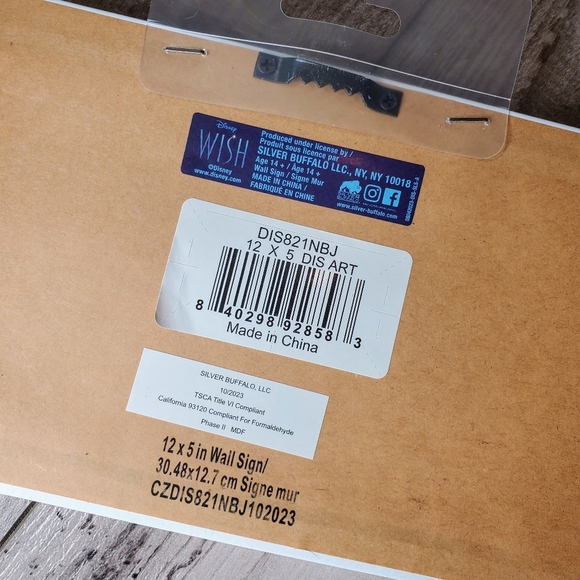 Disney
WISH
©Disney
www.disney.com
Produced under license by /
Produit sous licence par
SILVER BUFFALO LLC., NY, NY 10018
Age 14 + / Âge 14 +
Wall Sign / Signe Mur
MADE IN CHINA /
FABRIQUÉ EN CHINE
www.silver-buffalo.com
DIS821NBJ
12 X 5 DIS ART
8 40298 92858 3
Made in China
SILVER BUFFALO, LLC
10/2023
TSCA Title VI Compliant
California 93120 Compliant For Formaldehyde
Phase II MDF
12 x 5 in Wall Sign/
30.48x12.7 cm Signe mur
CZDIS821NBJ102023